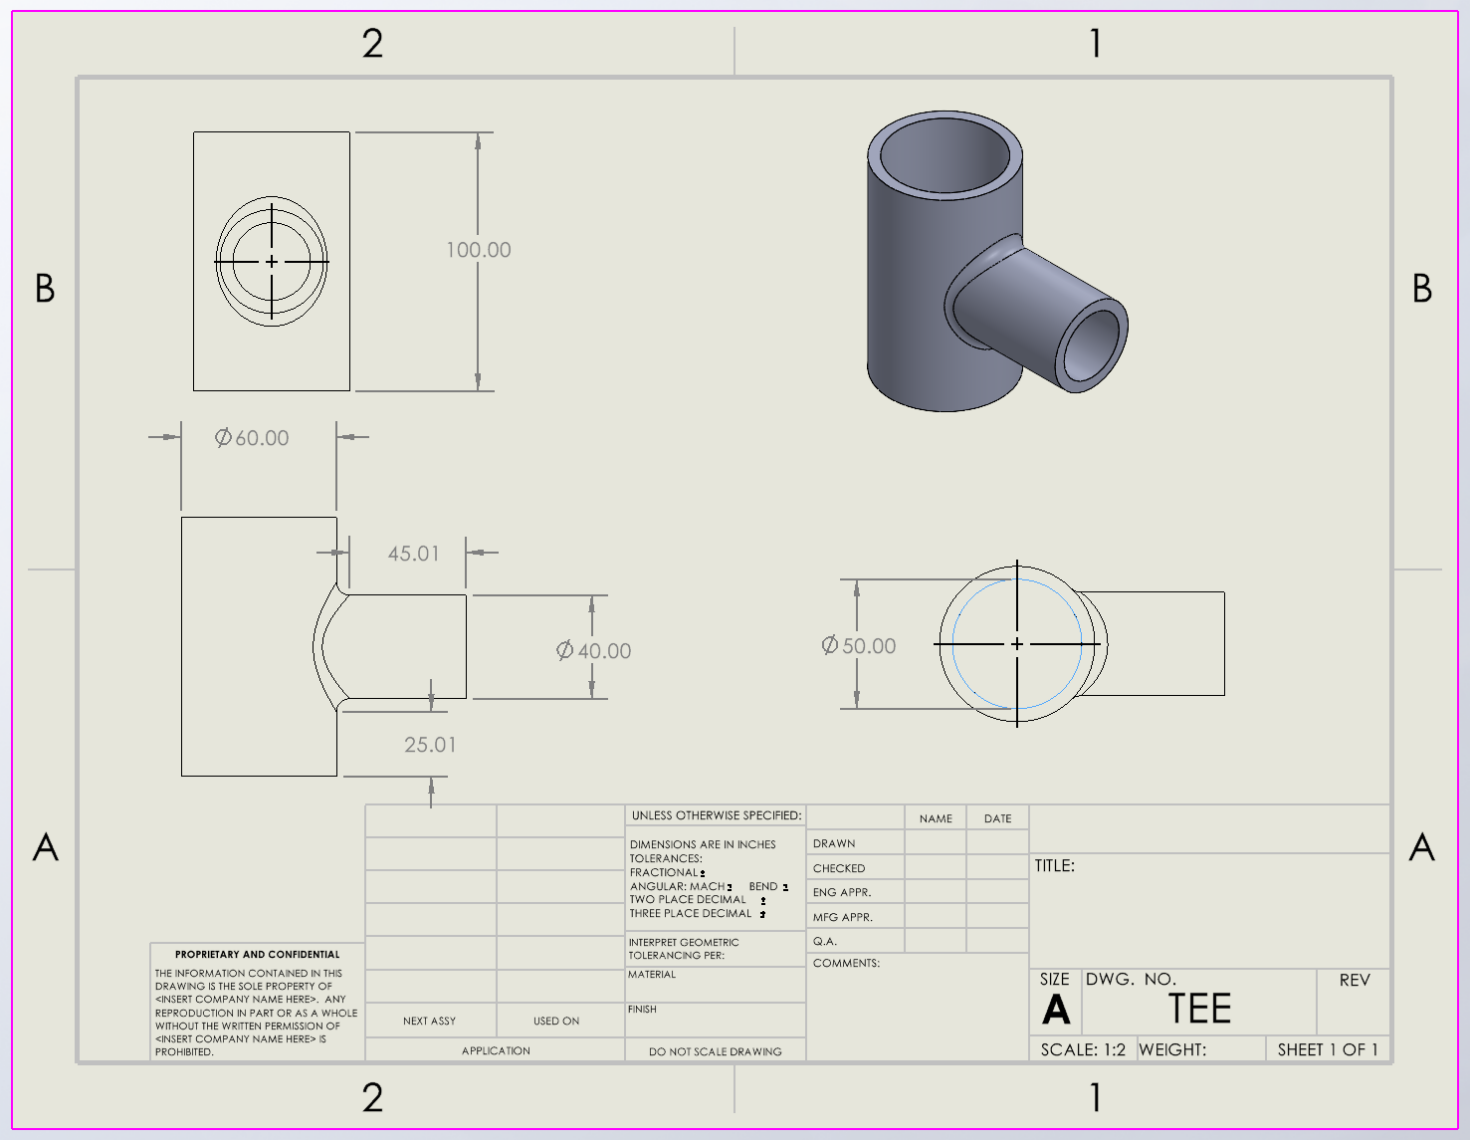 2
1
B
B
100.00
Ø60.00
45.01
Ø40.00
Ø50.00
25.01
A
A
UNLESS OTHERWISE SPECIFIED:
DIMENSIONS ARE IN INCHES
TOLERANCES:
FRACTIONAL
ANGULAR: MACH BEND
TWO PLACE DECIMAL
THREE PLACE DECIMAL
INTERPRET GEOMETRIC
TOLERANCING PER:
MATERIAL
FINISH
DO NOT SCALE DRAWING
NAME DATE
DRAWN
CHECKED
ENG APPR.
MFG APPR.
Q.A.
COMMENTS:
TITLE:
PROPRIETARY AND CONFIDENTIAL
THE INFORMATION CONTAINED IN THIS
DRAWING IS THE SOLE PROPERTY OF
<INSERT COMPANY NAME HERE>. ANY
REPRODUCTION IN PART OR AS A WHOLE
WITHOUT THE WRITTEN PERMISSION OF
<INSERT COMPANY NAME HERE> IS
PROHIBITED.
NEXT ASSY USED ON
APPLICATION
SIZE DWG. NO. REV
A TEE
SCALE: 1:2 WEIGHT: SHEET 1 OF 1
2
1